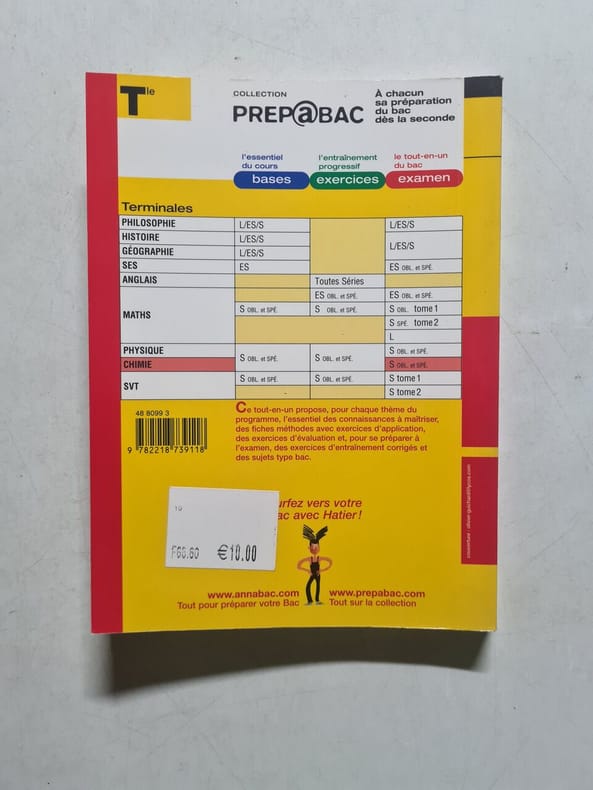 Tle
COLLECTION
PREP@BAC
À chacun
sa préparation
du bac
dès la seconde
l'essentiel
du cours
bases
l'entraînement
progressif
exercices
le tout-en-un
du bac
examen
Terminales
PHILOSOPHIE L/ES/S L/ES/S
HISTOIRE L/ES/S L/ES/S
GÉOGRAPHIE L/ES/S
SES ES ES OBL. et SPÉ.
ANGLAIS Toutes Séries
MATHS
ES OBL. et SPÉ. ES OBL. et SPÉ.
S OBL. et SPÉ. S OBL. et SPÉ. S OBL. tome 1
S SPÉ. tome 2
L
PHYSIQUE S OBL. et SPÉ. S OBL. et SPÉ. S OBL. et SPÉ.
CHIMIE S OBL. et SPÉ.
SVT S OBL. et SPÉ. S OBL. et SPÉ. S tome 1
S tome 2
48 8099 3
9 782218 739118
Ce tout-en-un propose, pour chaque thème du
programme, l'essentiel des connaissances à maîtriser,
des fiches méthodes avec exercices d'application,
des exercices d'évaluation et, pour se préparer à
l'examen, des exercices d'entraînement corrigés et
des sujets type bac.
19
F65.60 €10.00
urfez vers votre
ac avec Hatier !
www.annabac.com
Tout pour préparer votre Bac
www.prepabac.com
Tout sur la collection